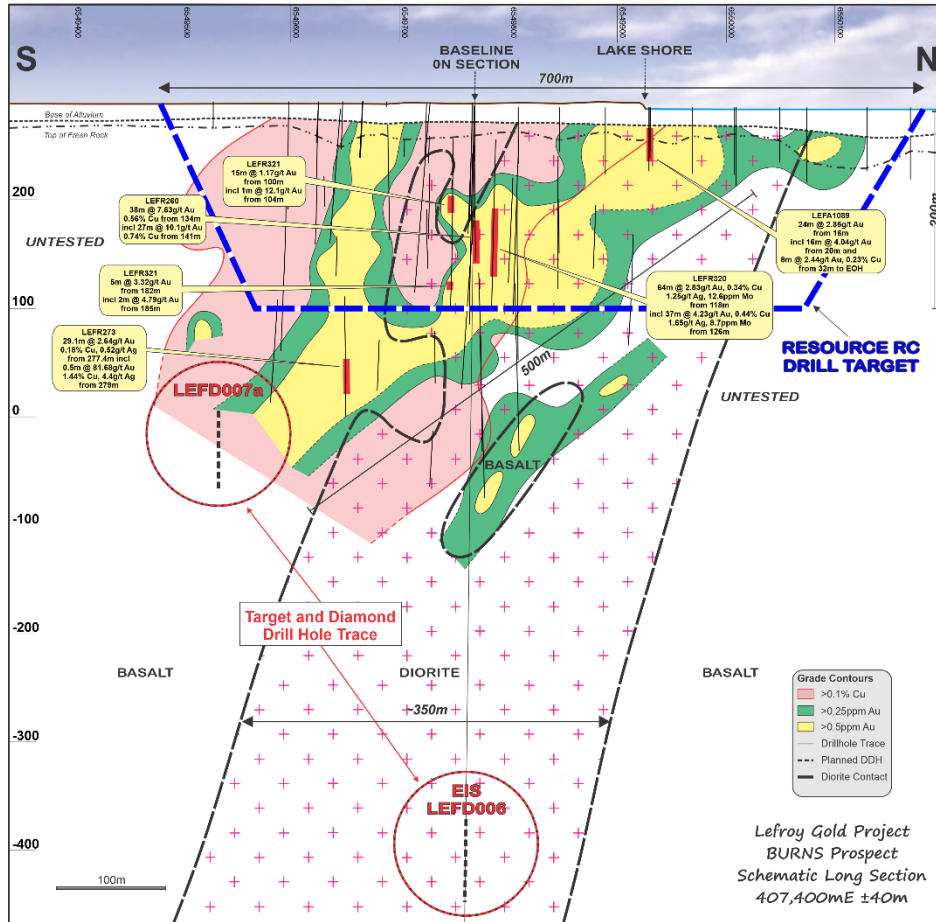 6549400
6549500
6549600
6549700
6549800
6549900
6550000
6550100
S
N
BASELINE
0N SECTION
LAKE SHORE
700m
Base of Alluvium
Top of Fresh Rock
200
100
0
-100
-200
-300
-400
200m
UNTESTED
UNTESTED
LEFR321
15m @ 1.17g/t Au
from 100m
incl 1m @ 12.1g/t Au
from 104m
LEFR260
38m @ 7.63g/t Au
0.56% Cu from 134m
incl 27m @ 10.1g/t Au
0.74% Cu from 141m
LEFR321
5m @ 3.32g/t Au
from 182m
incl 2m @ 4.79g/t Au
from 185m
LEFR273
29.1m @ 2.64g/t Au
0.18% Cu, 0.52g/t Ag
from 277.4m incl
0.5m @ 81.68g/t Au
1.44% Cu, 4.4g/t Ag
from 279m
LEFA1089
24m @ 2.86g/t Au
from 16m
incl 16m @ 4.04g/t Au
from 20m and
8m @ 2.44g/t Au, 0.23% Cu
from 32m to EOH
LEFR320
64m @ 2.83g/t Au, 0.34% Cu
1.25g/t Ag, 12.6ppm Mo
from 118m
incl 37m @ 4.23g/t Au, 0.44% Cu
1.65g/t Ag, 8.7ppm Mo
from 126m
RESOURCE RC
DRILL TARGET
500m
LEFD007a
BASALT
Target and Diamond
Drill Hole Trace
BASALT
DIORITE
BASALT
~350m
EIS
LEFD006
Grade Contours
>0.1% Cu
>0.25ppm Au
>0.5ppm Au
Drillhole Trace
Planned DDH
Diorite Contact
100m
Lefroy Gold Project
BURNS Prospect
Schematic Long Section
407,400mE ±40m